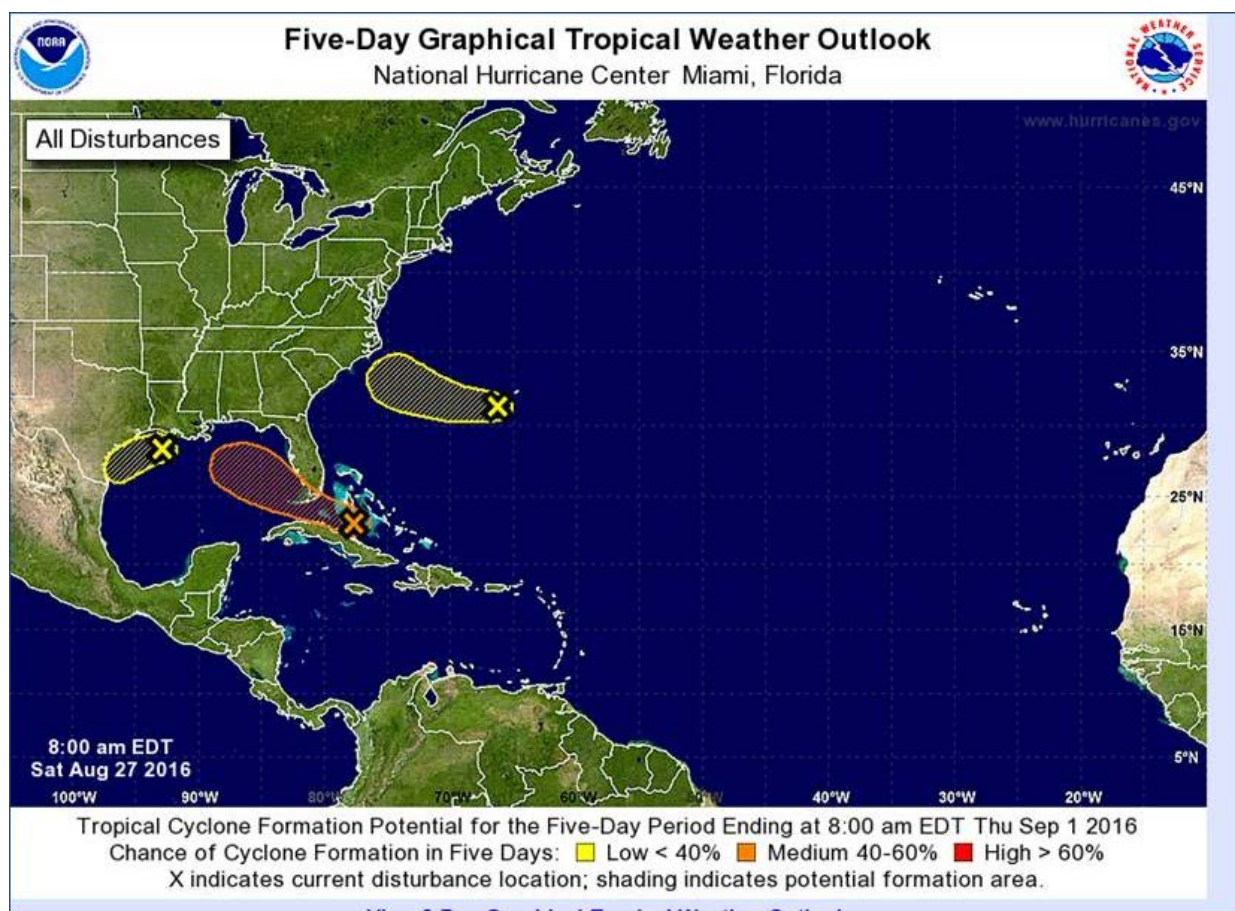 NOAA
Five-Day Graphical Tropical Weather Outlook
National Hurricane Center Miami, Florida
NATIONAL WEATHER SERVICE
All Disturbances
www.hurricanes.gov
45°N
35°N
25°N
15°N
5°N
8:00 am EDT
Sat Aug 27 2016
100°W 90°W 80°W 70°W 60°W 40°W 30°W 20°W
Tropical Cyclone Formation Potential for the Five-Day Period Ending at 8:00 am EDT Thu Sep 1 2016
Chance of Cyclone Formation in Five Days: Low < 40% Medium 40-60% High > 60%
X indicates current disturbance location; shading indicates potential formation area.